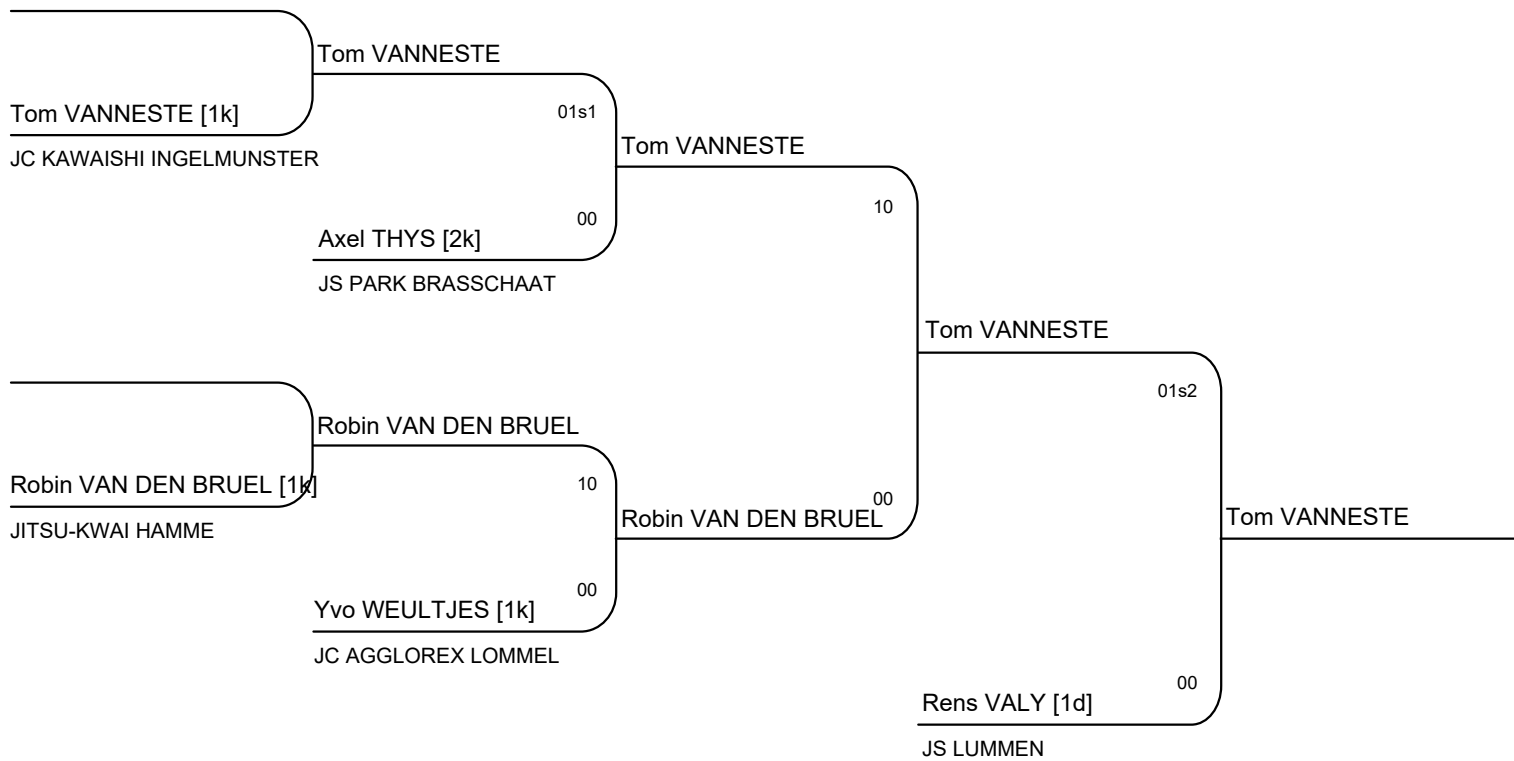 Tom VANNESTE
Tom VANNESTE [1k]
01s1
JC KAWAISHI INGELMUNSTER
Tom VANNESTE
10
00
Axel THYS [2k]
JS PARK BRASSCHAAT
Tom VANNESTE
01s2
Robin VAN DEN BRUEL
Robin VAN DEN BRUEL [1k]
10
00
Robin VAN DEN BRUEL
Tom VANNESTE
JITSU-KWAI HAMME
00
Yvo WEULTJES [1k]
JC AGGLOREX LOMMEL
00
Rens VALY [1d]
JS LUMMEN